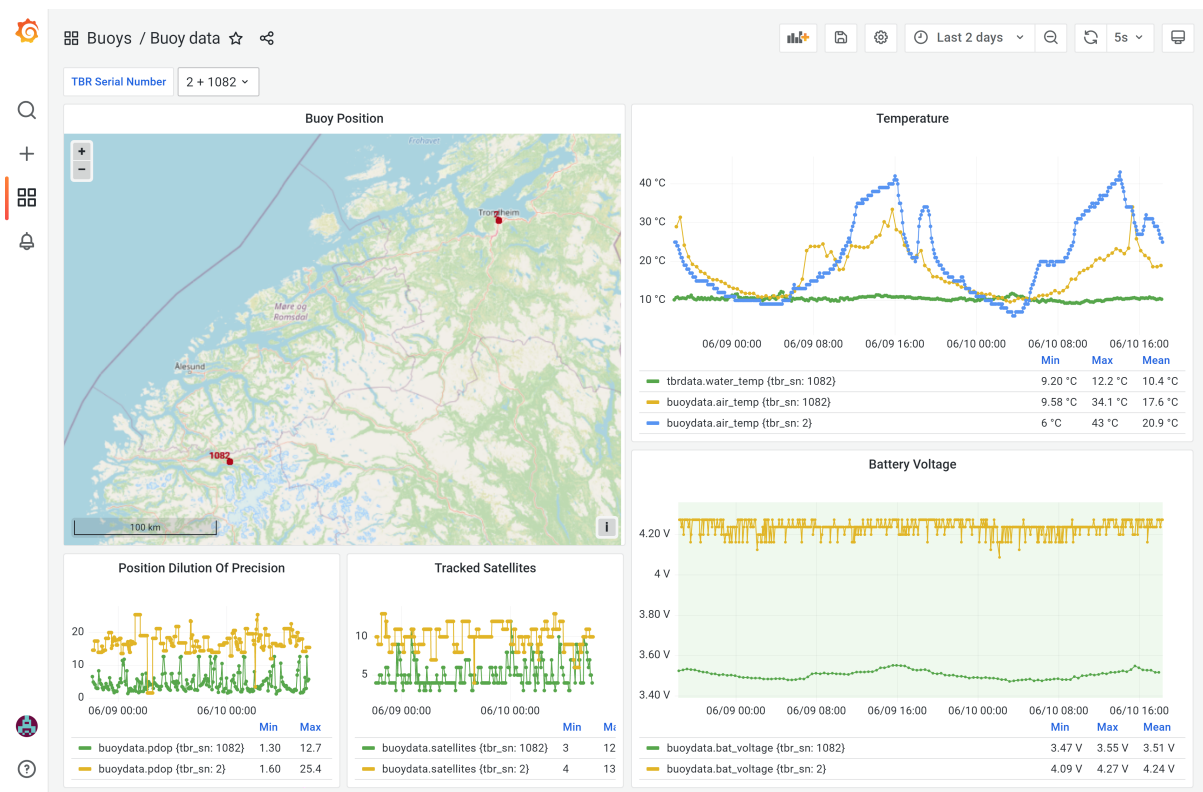 Buoys / Buoy data
Last 2 days
5s
TBR Serial Number
2 + 1082
Buoy Position
+
−
Frohavet
Trondheim
Møre og
Romsdal
Ålesund
1082
100 km
i
Temperature
40 °C
30 °C
20 °C
10 °C
06/09 00:00 06/09 08:00 06/09 16:00 06/10 00:00 06/10 08:00 06/10 16:00
Min Max Mean
tbrdata.water_temp {tbr_sn: 1082} 9.20 °C 12.2 °C 10.4 °C
buoydata.air_temp {tbr_sn: 1082} 9.58 °C 34.1 °C 17.6 °C
buoydata.air_temp {tbr_sn: 2} 6 °C 43 °C 20.9 °C
Position Dilution Of Precision
20
10
0
06/09 00:00 06/10 00:00
Min Max
buoydata.pdop {tbr_sn: 1082} 1.30 12.7
buoydata.pdop {tbr_sn: 2} 1.60 25.4
Tracked Satellites
10
5
06/09 00:00 06/10 00:00
Min Ma
buoydata.satellites {tbr_sn: 1082} 3 12
buoydata.satellites {tbr_sn: 2} 4 13
Battery Voltage
4.20 V
4 V
3.80 V
3.60 V
3.40 V
06/09 00:00 06/09 08:00 06/09 16:00 06/10 00:00 06/10 08:00 06/10 16:00
Min Max Mean
buoydata.bat_voltage {tbr_sn: 1082} 3.47 V 3.55 V 3.51 V
buoydata.bat_voltage {tbr_sn: 2} 4.09 V 4.27 V 4.24 V